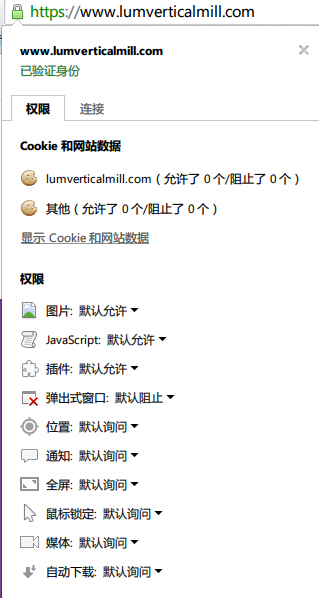 https://www.lumverticalmill.com
www.lumverticalmill.com
已验证身份
权限 连接
Cookie 和网站数据
lumverticalmill.com（允许了 0 个/阻止了 0 个）
其他（允许了 0 个/阻止了 0 个）
显示 Cookie 和网站数据
权限
图片: 默认允许
JavaScript: 默认允许
插件: 默认允许
弹出式窗口: 默认阻止
位置: 默认询问
通知: 默认询问
全屏: 默认询问
鼠标锁定: 默认询问
媒体: 默认询问
自动下载: 默认询问